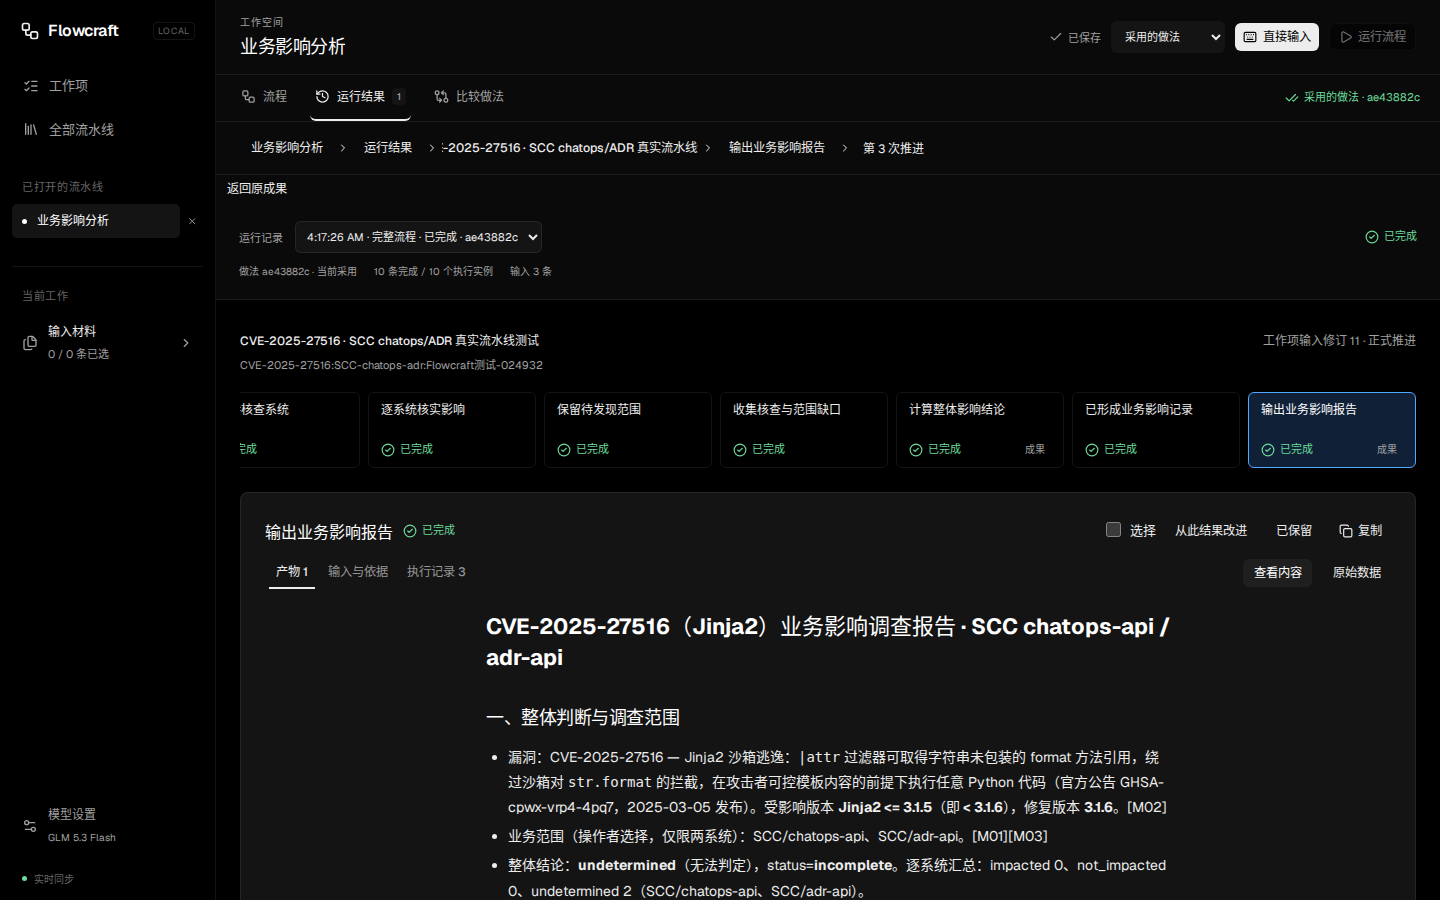 Flowcraft
LOCAL
工作项
全部流水线
已打开的流水线
业务影响分析
当前工作
输入材料
0 / 0 条已选
模型设置
GLM 5.3 Flash
实时同步
工作空间
业务影响分析
已保存
采用的做法
直接输入
运行流程
流程
运行结果 1
比较做法
采用的做法 · ae43882c
业务影响分析
运行结果
-2025-27516 · SCC chatops/ADR 真实流水线
输出业务影响报告
第 3 次推进
返回原成果
运行记录
4:17:26 AM · 完整流程 · 已完成 · ae43882c
已完成
做法 ae43882c · 当前采用
10 条完成 / 10 个执行实例
输入 3 条
CVE-2025-27516 · SCC chatops/ADR 真实流水线测试
工作项输入修订 11 · 正式推进
CVE-2025-27516:SCC-chatops-adr:Flowcraft测试-024932
核查系统
完成
逐系统核实影响
已完成
保留待发现范围
已完成
收集核查与范围缺口
已完成
计算整体影响结论
已完成
成果
已形成业务影响记录
已完成
输出业务影响报告
已完成
成果
输出业务影响报告
已完成
选择
从此结果改进
已保留
复制
产物 1
输入与依据
执行记录 3
查看内容
原始数据
CVE-2025-27516（Jinja2）业务影响调查报告 · SCC chatops-api /
adr-api
一、整体判断与调查范围
漏洞：CVE-2025-27516 — Jinja2 沙箱逃逸：|attr 过滤器可取得字符串未包装的 format 方法引用，绕
过沙箱对 str.format 的拦截，在攻击者可控模板内容的前提下执行任意 Python 代码（官方公告 GHSA-
cpwx-vrp4-4pq7，2025-03-05 发布）。受影响版本 Jinja2 <= 3.1.5（即 < 3.1.6），修复版本 3.1.6。[M02]
业务范围（操作者选择，仅限两系统）：SCC/chatops-api、SCC/adr-api。[M01][M03]
整体结论：undetermined（无法判定），status=incomplete。逐系统汇总：impacted 0、not_impacted
0、undetermined 2（SCC/chatops-api、SCC/adr-api）。